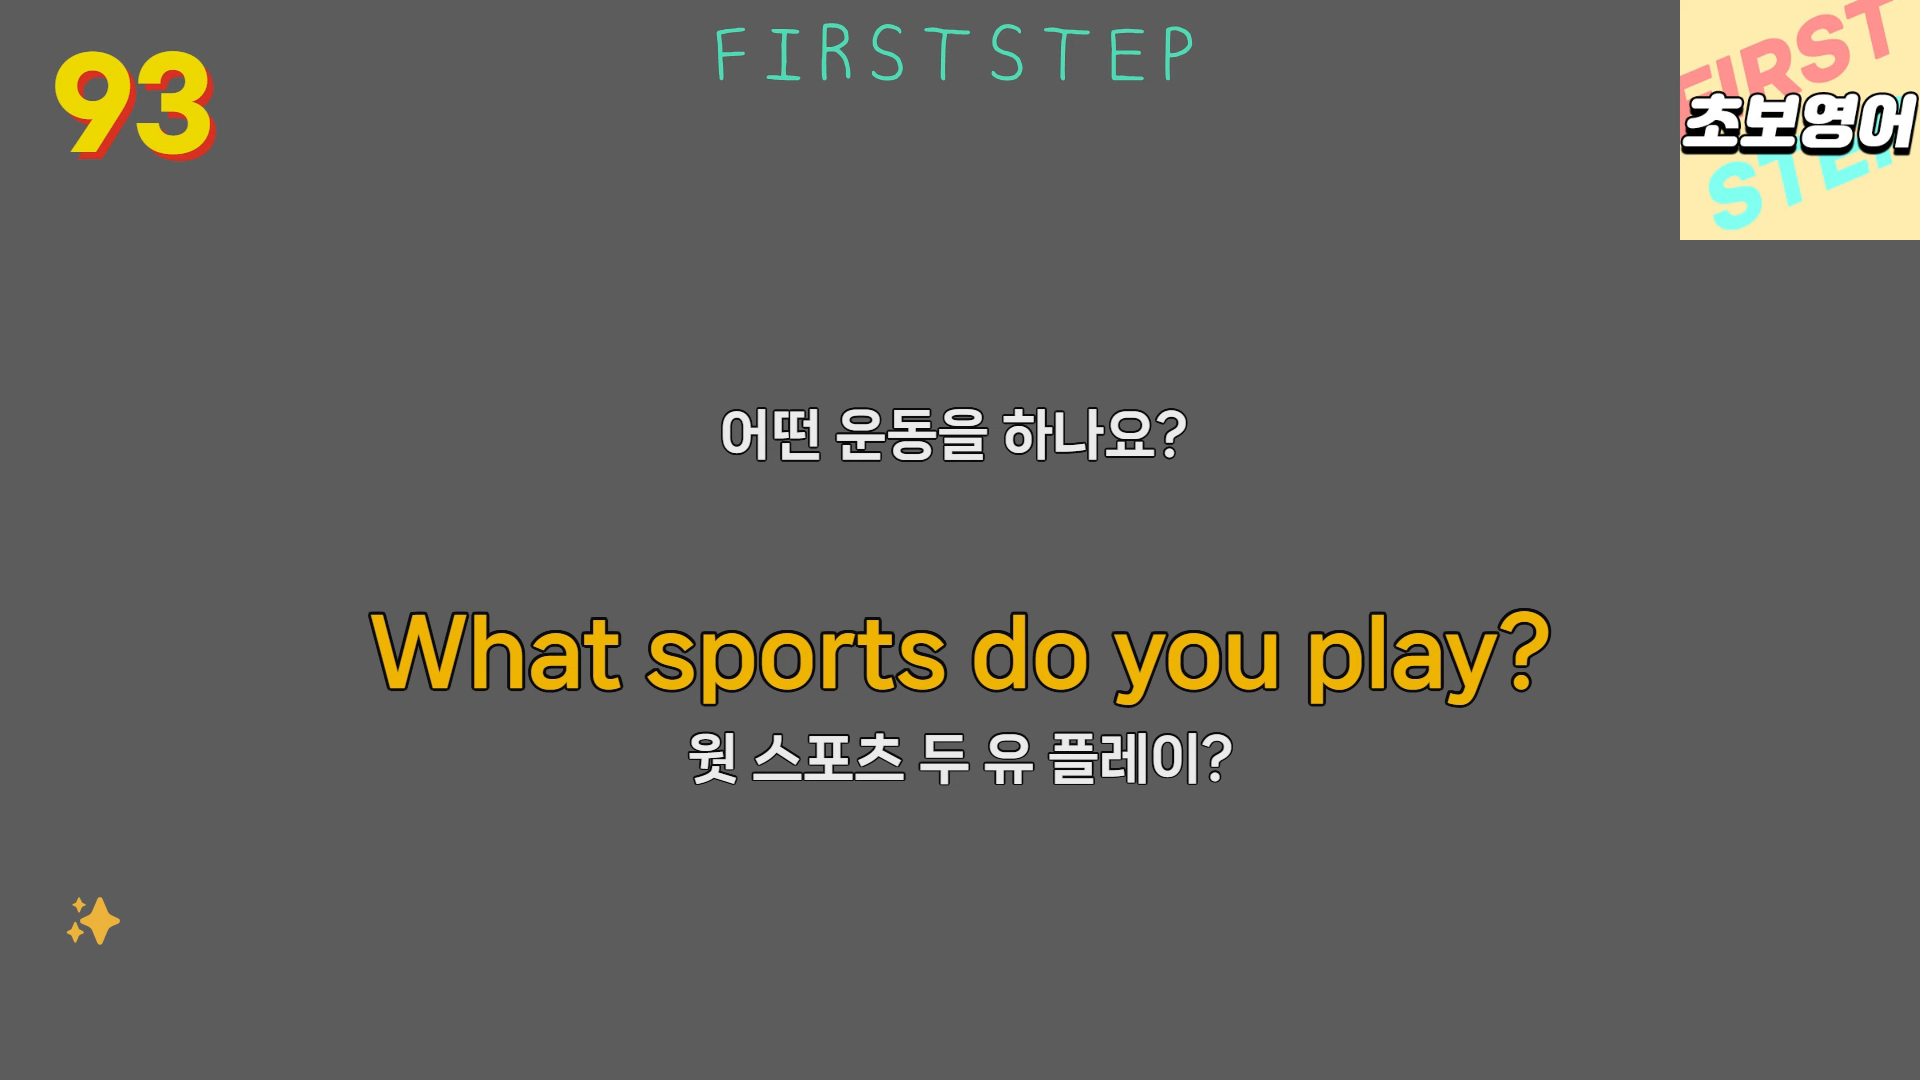 FIRSTSTEP
93
FIRST
초보영어
STEP
어떤 운동을 하나요?
What sports do you play?
웟 스포츠 두 유 플레이?